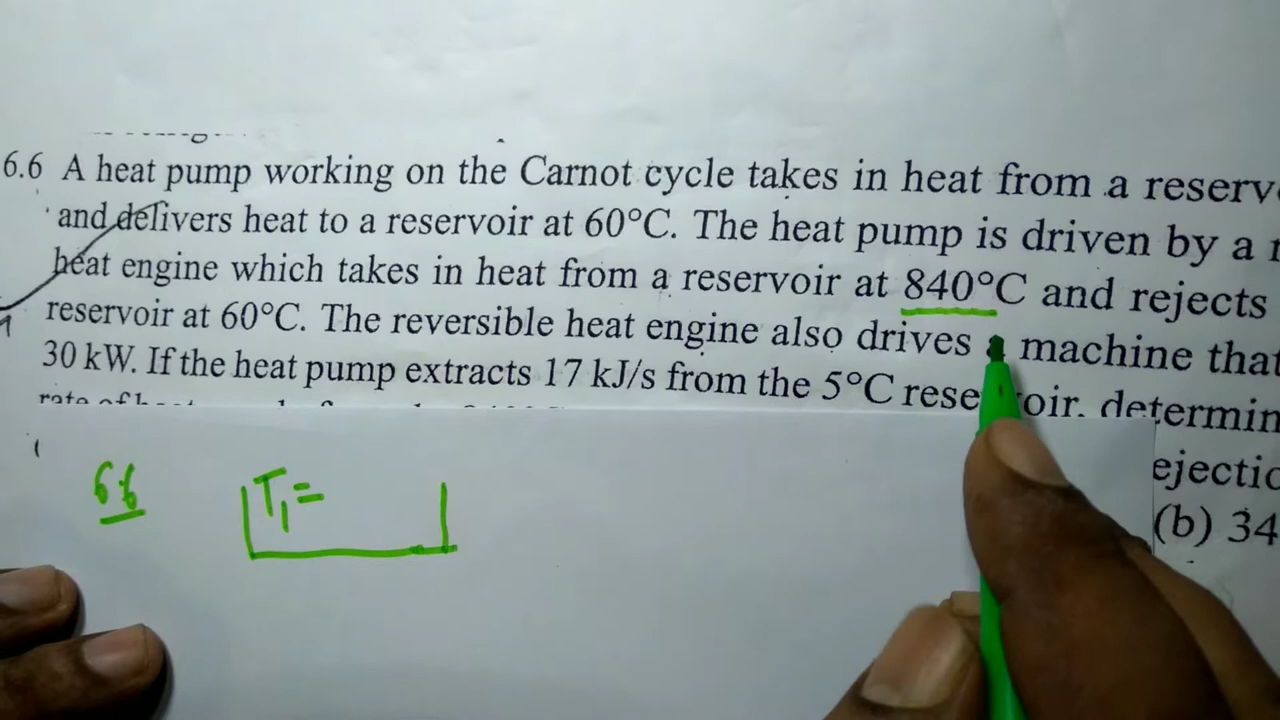 6.6 A heat pump working on the Carnot cycle takes in heat from a reserv
and delivers heat to a reservoir at 60°C. The heat pump is driven by a r
heat engine which takes in heat from a reservoir at 840°C and rejects
reservoir at 60°C. The reversible heat engine also drives a machine that
30 kW. If the heat pump extracts 17 kJ/s from the 5°C reservoir, determin
ejectio
(b) 34
6.6
T₁=